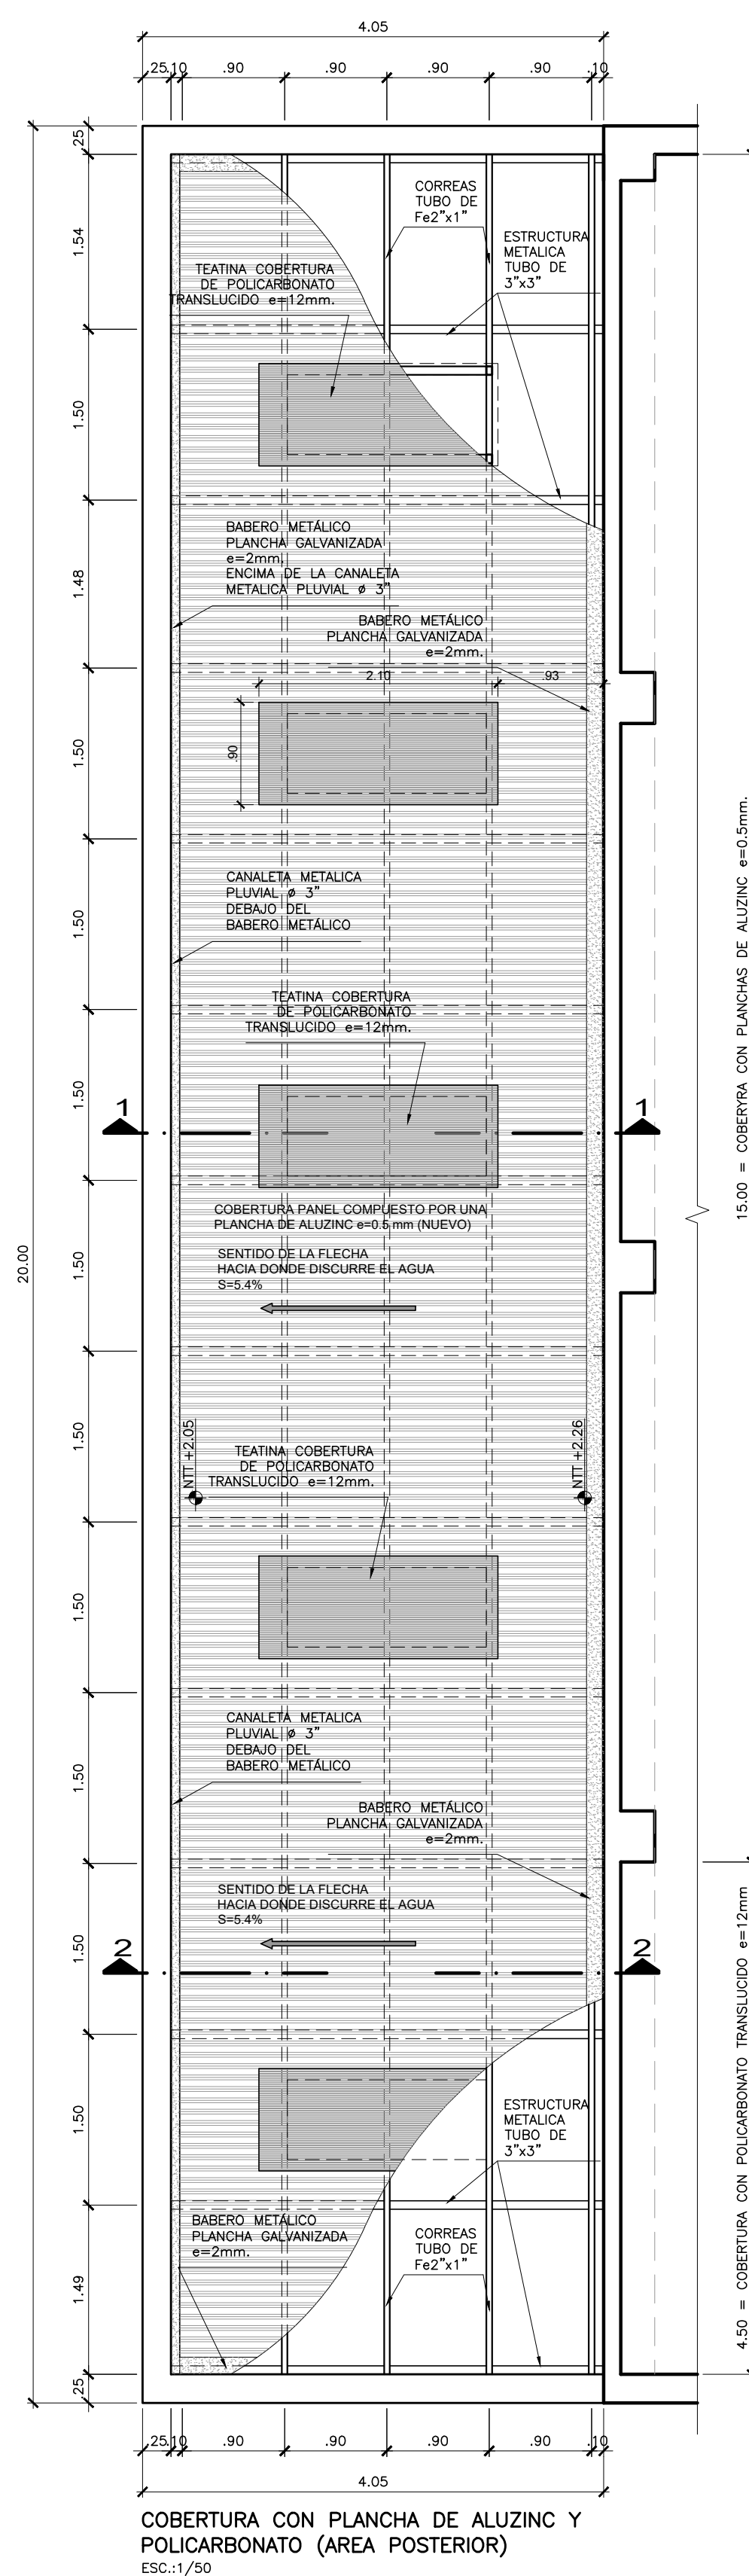 4.05
.25
.10
.90
.90
.90
.90
.10
.25
1.54
1.50
1.48
1.50
1.50
1.50
1.50
1.50
1.50
1.50
1.50
1.50
1.49
.25
20.00
CORREAS
TUBO DE
Fe2"x1"
ESTRUCTURA
METALICA
TUBO DE
3"x3"
TEATINA COBERTURA
DE POLICARBONATO
TRANSLUCIDO e=12mm.
BABERO METÁLICO
PLANCHA GALVANIZADA
e=2mm.
ENCIMA DE LA CANALETA
METALICA PLUVIAL ø 3"
BABERO METÁLICO
PLANCHA GALVANIZADA
e=2mm.
2.10
.93
.90
CANALETA METALICA
PLUVIAL ø 3"
DEBAJO DEL
BABERO METÁLICO
TEATINA COBERTURA
DE POLICARBONATO
TRANSLUCIDO e=12mm.
15.00 = COBERYRA CON PLANCHAS DE ALUZINC e=0.5mm.
1
1
COBERTURA PANEL COMPUESTO POR UNA
PLANCHA DE ALUZINC e=0.5 mm (NUEVO)
SENTIDO DE LA FLECHA
HACIA DONDE DISCURRE EL AGUA
S=5.4%
NTT +2.05
NTT +2.26
TEATINA COBERTURA
DE POLICARBONATO
TRANSLUCIDO e=12mm.
CANALETA METALICA
PLUVIAL ø 3"
DEBAJO DEL
BABERO METÁLICO
BABERO METÁLICO
PLANCHA GALVANIZADA
e=2mm.
SENTIDO DE LA FLECHA
HACIA DONDE DISCURRE EL AGUA
S=5.4%
2
2
4.50 = COBERTURA CON POLICARBONATO TRANSLUCIDO e=12mm
ESTRUCTURA
METALICA
TUBO DE
3"x3"
BABERO METÁLICO
PLANCHA GALVANIZADA
e=2mm.
CORREAS
TUBO DE
Fe2"x1"
.25
.10
.90
.90
.90
.90
.10
4.05
COBERTURA CON PLANCHA DE ALUZINC Y
POLICARBONATO (AREA POSTERIOR)
ESC.:1/50